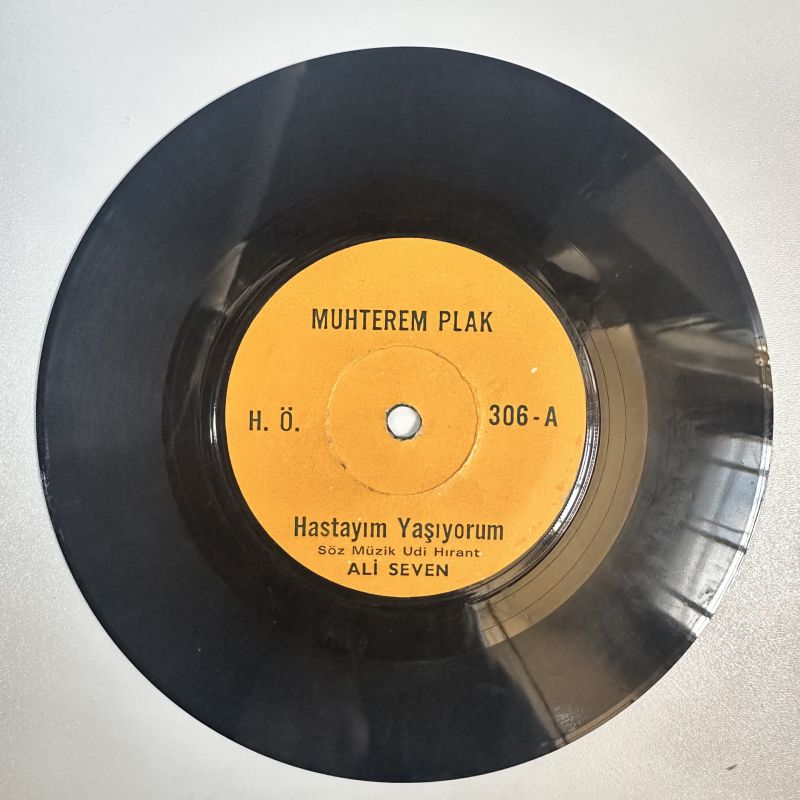 MUHTEREM PLAK
H. Ö.
306-A
Hastayım Yaşıyorum
Söz Müzik Udi Hırant
ALİ SEVEN